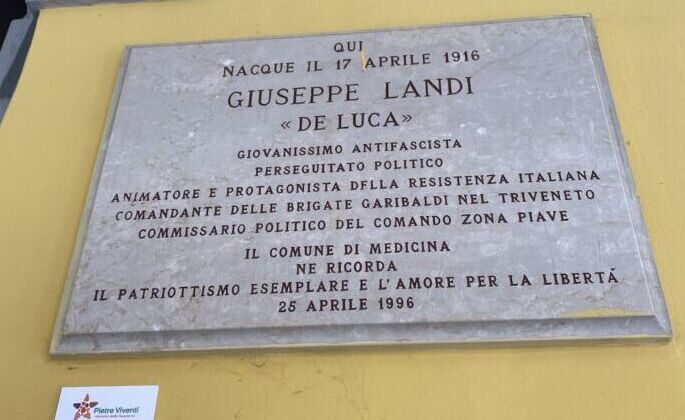 QUI
NACQUE IL 17 APRILE 1916
GIUSEPPE LANDI
«DE LUCA»
GIOVANISSIMO ANTIFASCISTA
PERSEGUITATO POLITICO
ANIMATORE E PROTAGONISTA DELLA RESISTENZA ITALIANA
COMANDANTE DELLE BRIGATE GARIBALDI NEL TRIVENETO
COMMISSARIO POLITICO DEL COMANDO ZONA PIAVE
IL COMUNE DI MEDICINA
NE RICORDA
IL PATRIOTTISMO ESEMPLARE E L'AMORE PER LA LIBERTÁ
25 APRILE 1996
Pietre Viventi